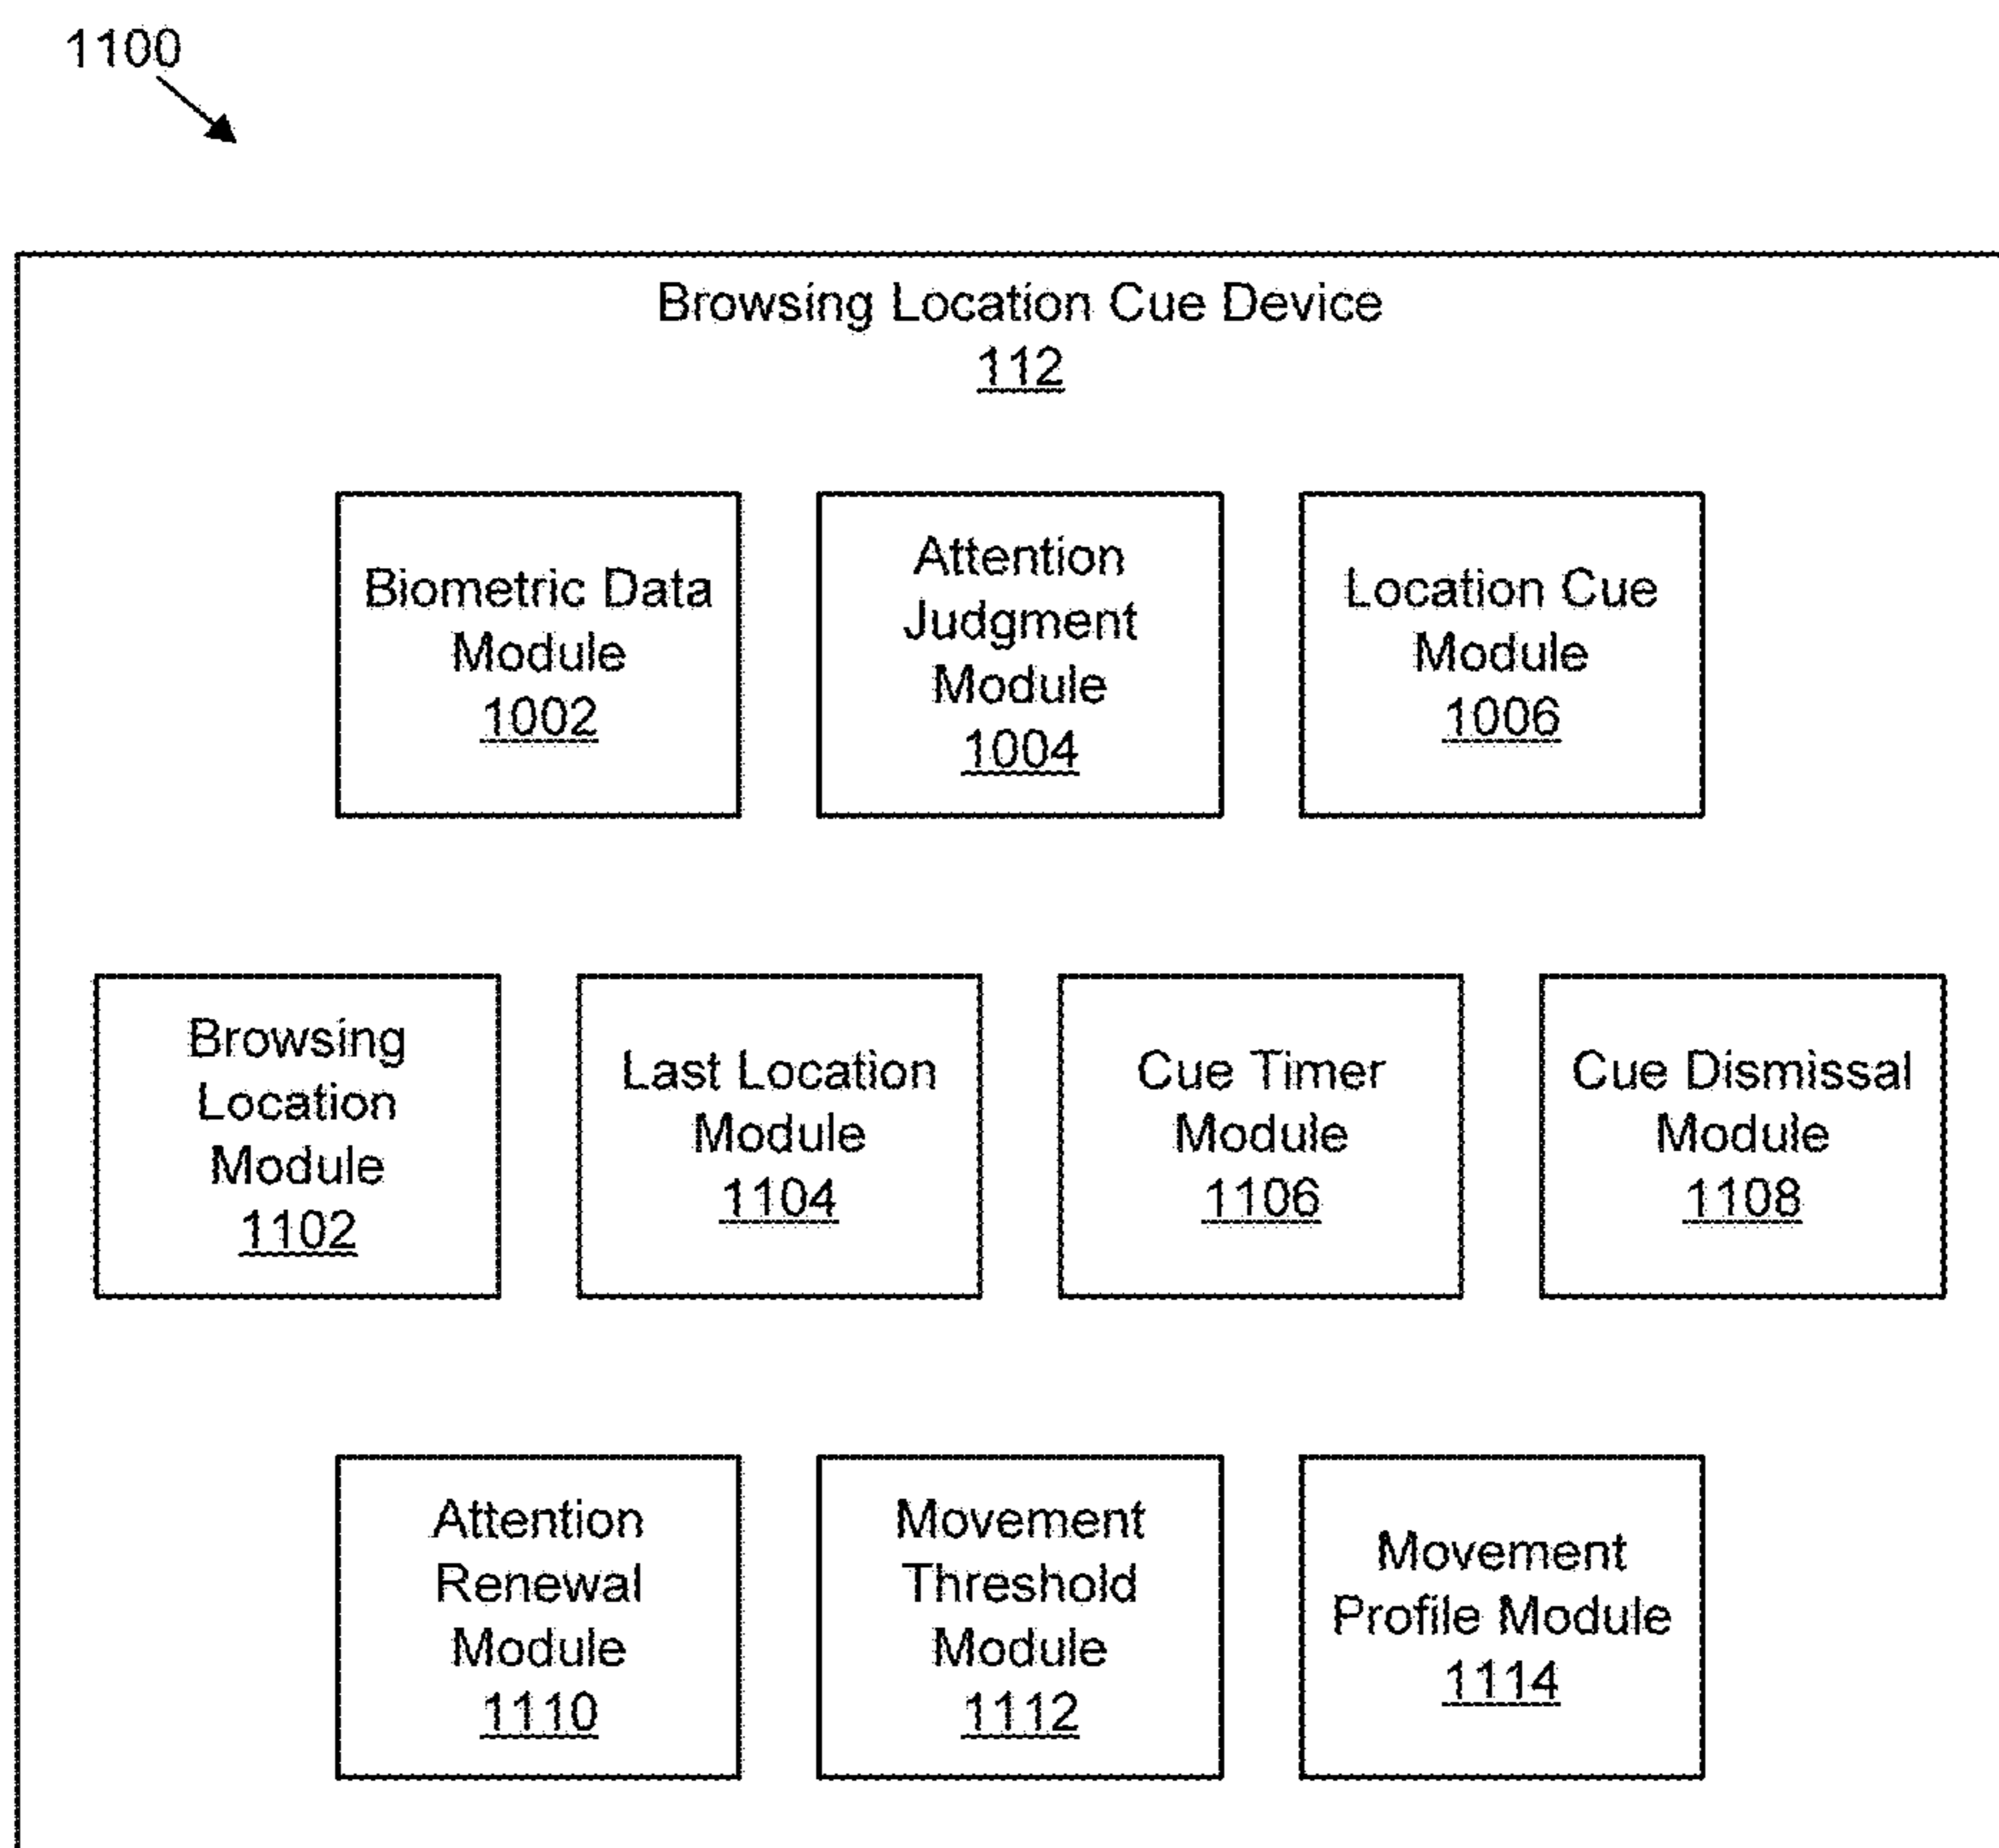 1100
Browsing Location Cue Device
112
Biometric Data
Module
1002
Attention
Judgment
Module
1004
Location Cue
Module
1006
Browsing
Location
Module
1102
Last Location
Module
1104
Cue Timer
Module
1106
Cue Dismissal
Module
1108
Attention
Renewal
Module
1110
Movement
Threshold
Module
1112
Movement
Profile Module
1114